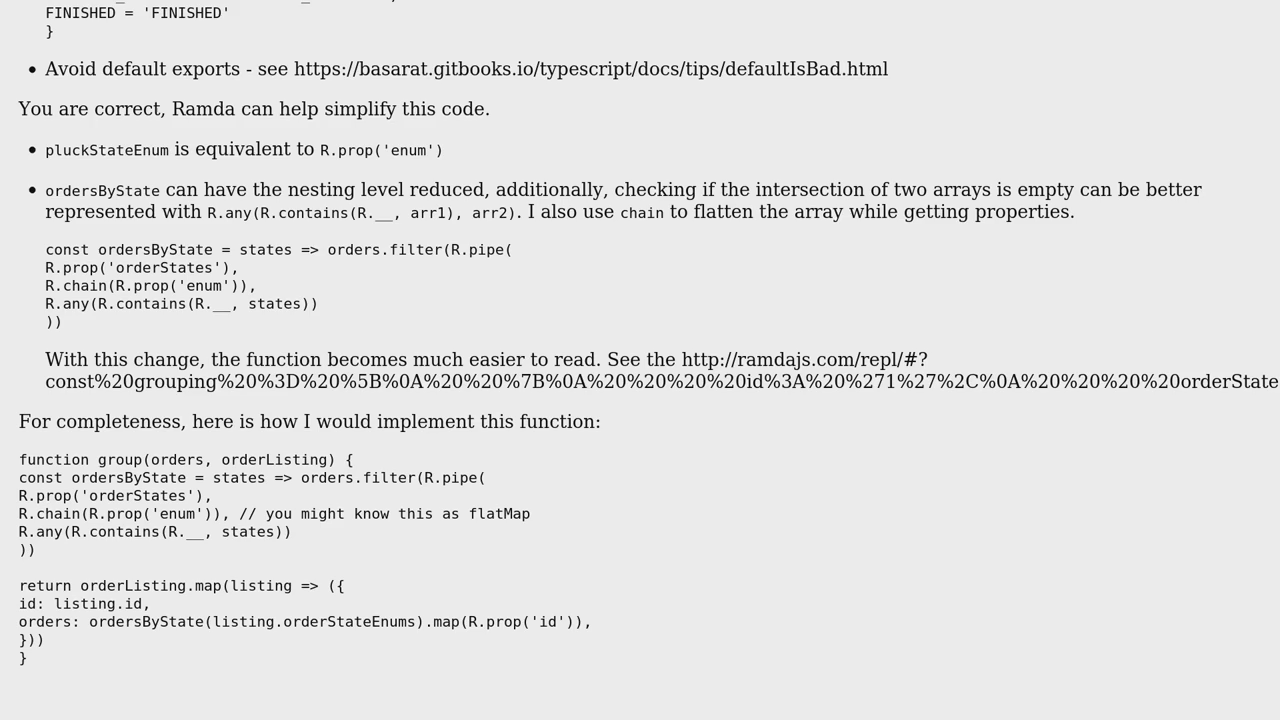 FINISHED = 'FINISHED'
}
• Avoid default exports - see https://basarat.gitbooks.io/typescript/docs/tips/defaultIsBad.html
You are correct, Ramda can help simplify this code.
• pluckStateEnum is equivalent to R.prop('enum')
• ordersByState can have the nesting level reduced, additionally, checking if the intersection of two arrays is empty can be better
represented with R.any(R.contains(R.__, arr1), arr2). I also use chain to flatten the array while getting properties.
const ordersByState = states => orders.filter(R.pipe(
R.prop('orderStates'),
R.chain(R.prop('enum')),
R.any(R.contains(R.__, states))
))
With this change, the function becomes much easier to read. See the http://ramdajs.com/repl/#?
const%20grouping%20%3D%20%5B%0A%20%20%7B%0A%20%20%20%20id%3A%20%271%27%2C%0A%20%20%20%20orderState
For completeness, here is how I would implement this function:
function group(orders, orderListing) {
const ordersByState = states => orders.filter(R.pipe(
R.prop('orderStates'),
R.chain(R.prop('enum')), // you might know this as flatMap
R.any(R.contains(R.__, states))
))
return orderListing.map(listing => ({
id: listing.id,
orders: ordersByState(listing.orderStateEnums).map(R.prop('id')),
}))
}